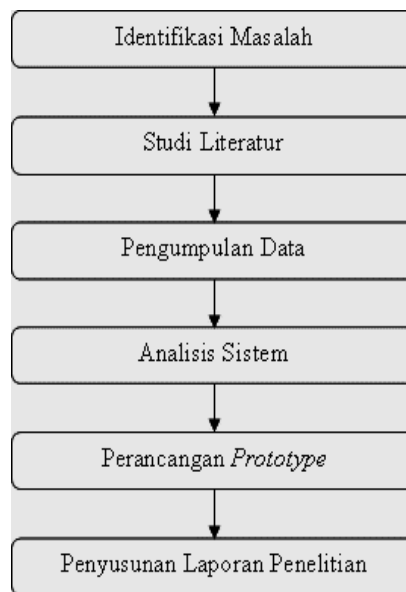 Identifikasi Masalah
Studi Literatur
Pengumpulan Data
Analisis Sistem
Perancangan Prototype
Penyusunan Laporan Penelitian